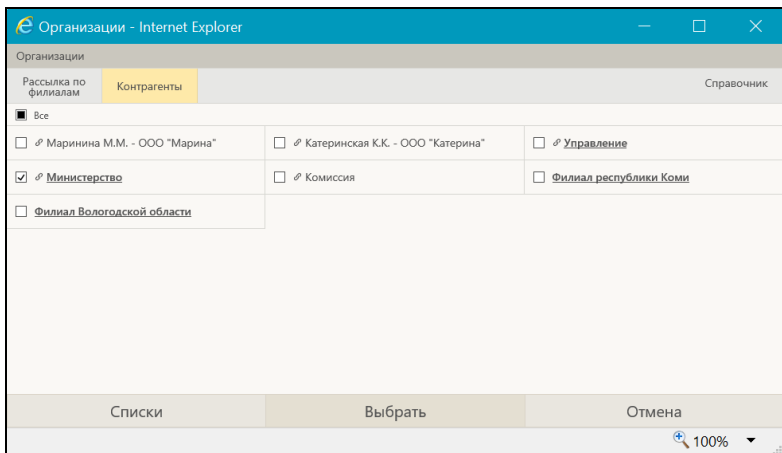 Организации - Internet Explorer
Организации
Рассылка по
филиалам
Контрагенты
Справочник
Все
Маринина М.М. - ООО "Марина"
Катеринская К.К. - ООО "Катерина"
Управление
Министерство
Комиссия
Филиал республики Коми
Филиал Вологодской области
Списки
Выбрать
Отмена
100%